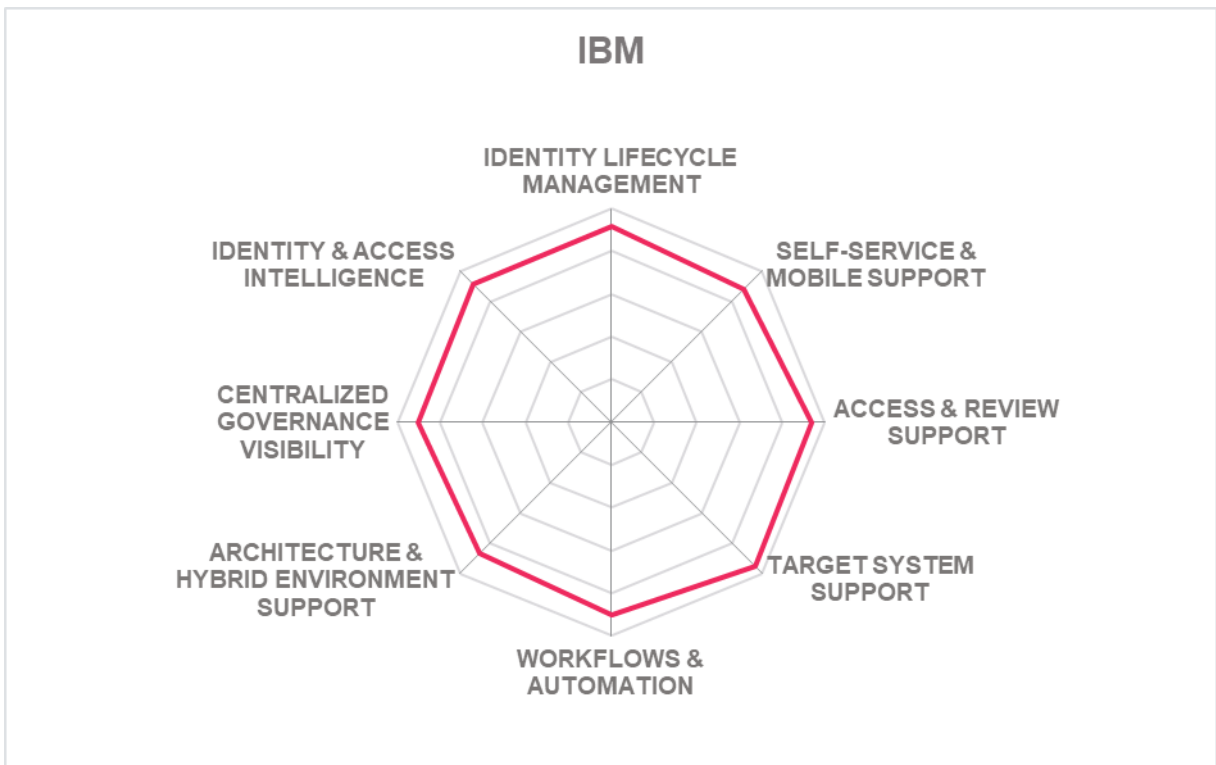 IBM
IDENTITY LIFECYCLE
MANAGEMENT
SELF-SERVICE &
MOBILE SUPPORT
ACCESS & REVIEW
SUPPORT
TARGET SYSTEM
SUPPORT
WORKFLOWS &
AUTOMATION
ARCHITECTURE &
HYBRID ENVIRONMENT
SUPPORT
CENTRALIZED
GOVERNANCE
VISIBILITY
IDENTITY & ACCESS
INTELLIGENCE